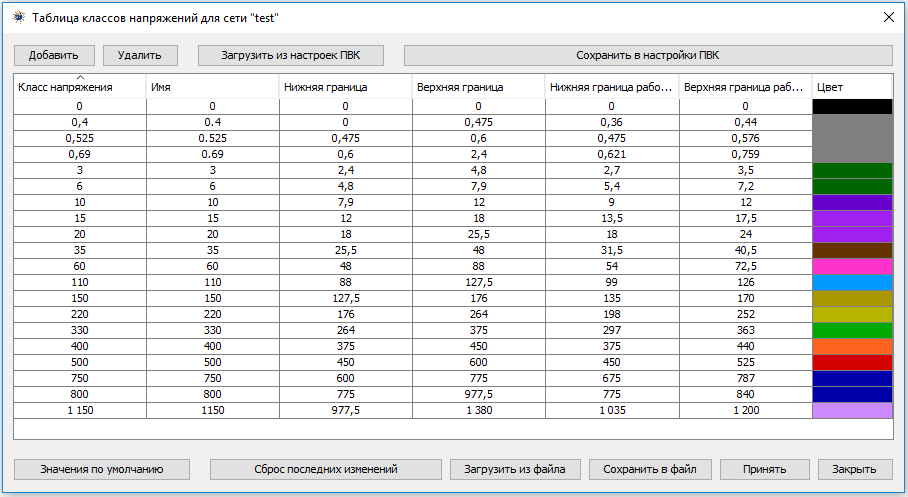 Таблица классов напряжений для сети "test"
Добавить Удалить Загрузить из настроек ПВК Сохранить в настройки ПВК
Класс напряжения Имя Нижняя граница Верхняя граница Нижняя граница рабо... Верхняя граница раб... Цвет
0 0 0 0 0 0
0,4 0.4 0 0,475 0,36 0,44
0,525 0.525 0,475 0,6 0,475 0,576
0,69 0.69 0,6 2,4 0,621 0,759
3 3 2,4 4,8 2,7 3,5
6 6 4,8 7,9 5,4 7,2
10 10 7,9 12 9 12
15 15 12 18 13,5 17,5
20 20 18 25,5 18 24
35 35 25,5 48 31,5 40,5
60 60 48 88 54 72,5
110 110 88 127,5 99 126
150 150 127,5 176 135 170
220 220 176 264 198 252
330 330 264 375 297 363
400 400 375 450 375 440
500 500 450 600 450 525
750 750 600 775 675 787
800 800 775 977,5 775 840
1 150 1150 977,5 1 380 1 035 1 200
Значения по умолчанию Сброс последних изменений Загрузить из файла Сохранить в файл Принять Закрыть